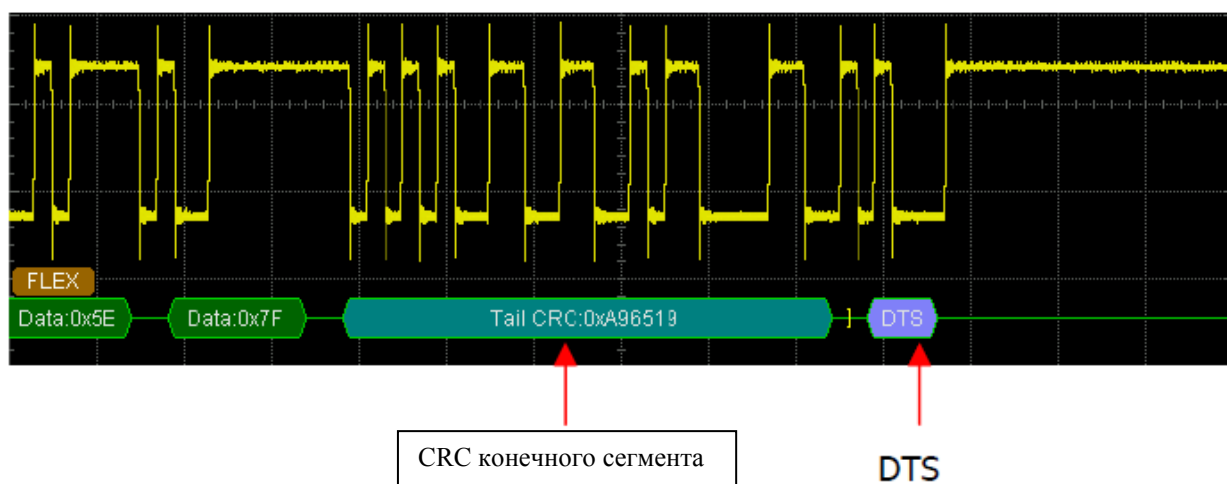 FLEX
Data:0x5E Data:0x7F Tail CRC:0xA96519 ] DTS
CRC конечного сегмента
DTS